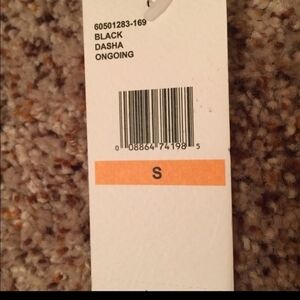 60501283-169
BLACK
DASHA
ONGOING
0 08864 74198 5
S